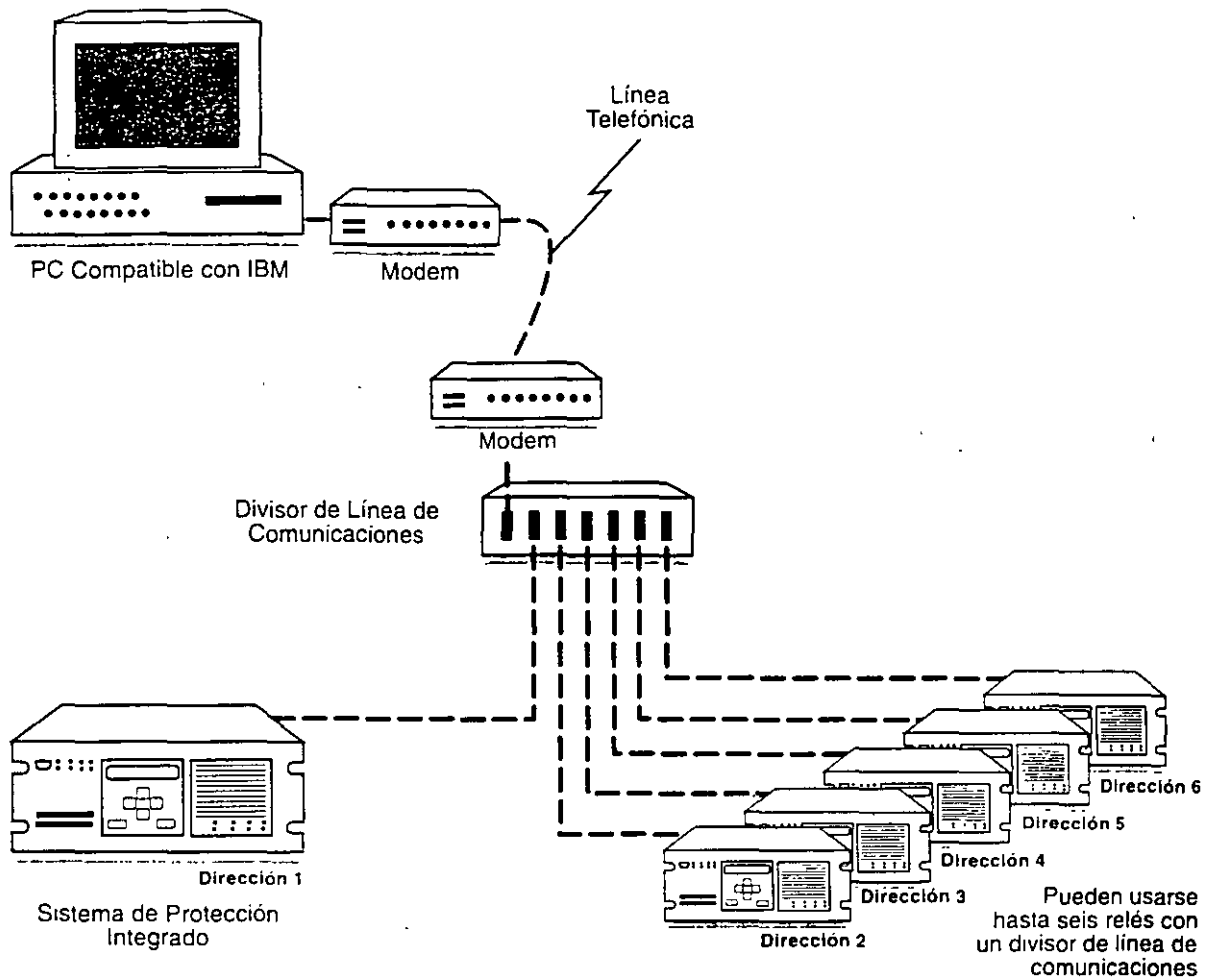 Línea
Telefónica
PC Compatible con IBM
Modem
Modem
Divisor de Línea de
Comunicaciones
Dirección 6
Dirección 5
Dirección 4
Dirección 3
Dirección 2
Dirección 1
Sistema de Protección
Integrado
Pueden usarse
hasta seis relés con
un divisor de línea de
comunicaciones